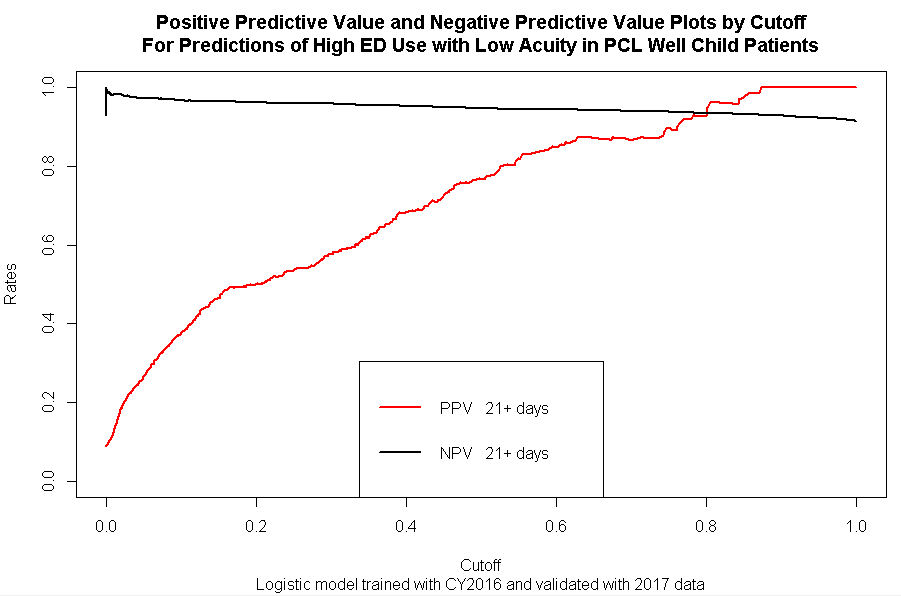 Positive Predictive Value and Negative Predictive Value Plots by Cutoff
For Predictions of High ED Use with Low Acuity in PCL Well Child Patients
Rates
1.0
0.8
0.6
0.4
0.2
0.0
PPV 21+ days
NPV 21+ days
0.0 0.2 0.4 0.6 0.8 1.0
Cutoff
Logistic model trained with CY2016 and validated with 2017 data